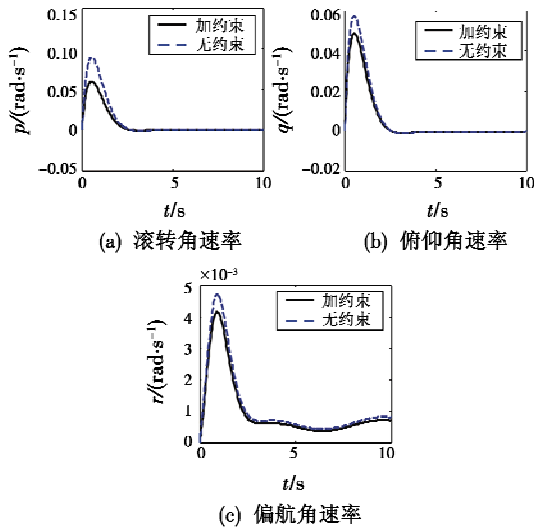 0.15
0.10
0.05
0
−0.05
p/(rad·s⁻¹)
加约束
无约束
0 5 10
t/s
(a) 滚转角速率
0.06
0.04
0.02
0
−0.02
q/(rad·s⁻¹)
加约束
无约束
0 5 10
t/s
(b) 俯仰角速率
×10⁻³
5
4
3
2
1
0
r/(rad·s⁻¹)
加约束
无约束
0 5 10
t/s
(c) 偏航角速率